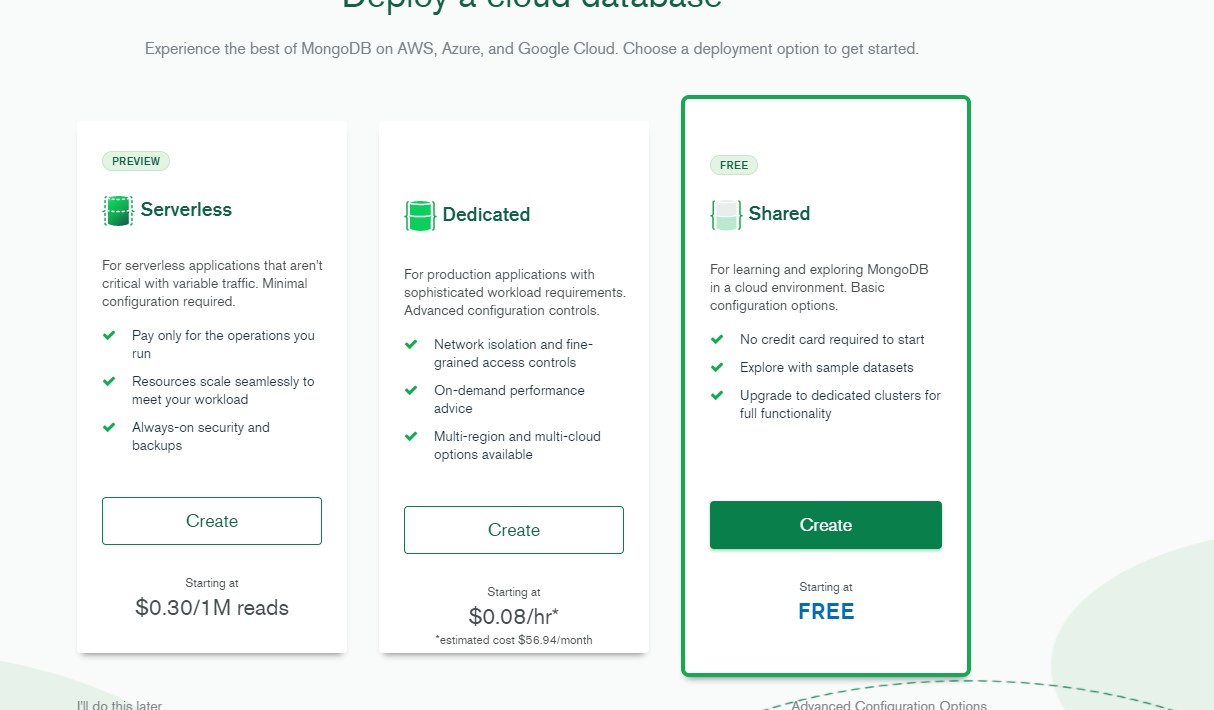 Deploy a cloud database
Experience the best of MongoDB on AWS, Azure, and Google Cloud. Choose a deployment option to get started.
PREVIEW
Serverless
For serverless applications that aren't
critical with variable traffic. Minimal
configuration required.
Pay only for the operations you
run
Resources scale seamlessly to
meet your workload
Always-on security and
backups
Create
Starting at
$0.30/1M reads
Dedicated
For production applications with
sophisticated workload requirements.
Advanced configuration controls.
Network isolation and fine-
grained access controls
On-demand performance
advice
Multi-region and multi-cloud
options available
Create
Starting at
$0.08/hr*
*estimated cost $56.94/month
FREE
Shared
For learning and exploring MongoDB
in a cloud environment. Basic
configuration options.
No credit card required to start
Explore with sample datasets
Upgrade to dedicated clusters for
full functionality
Create
Starting at
FREE
I'll do this later
Advanced Configuration Options